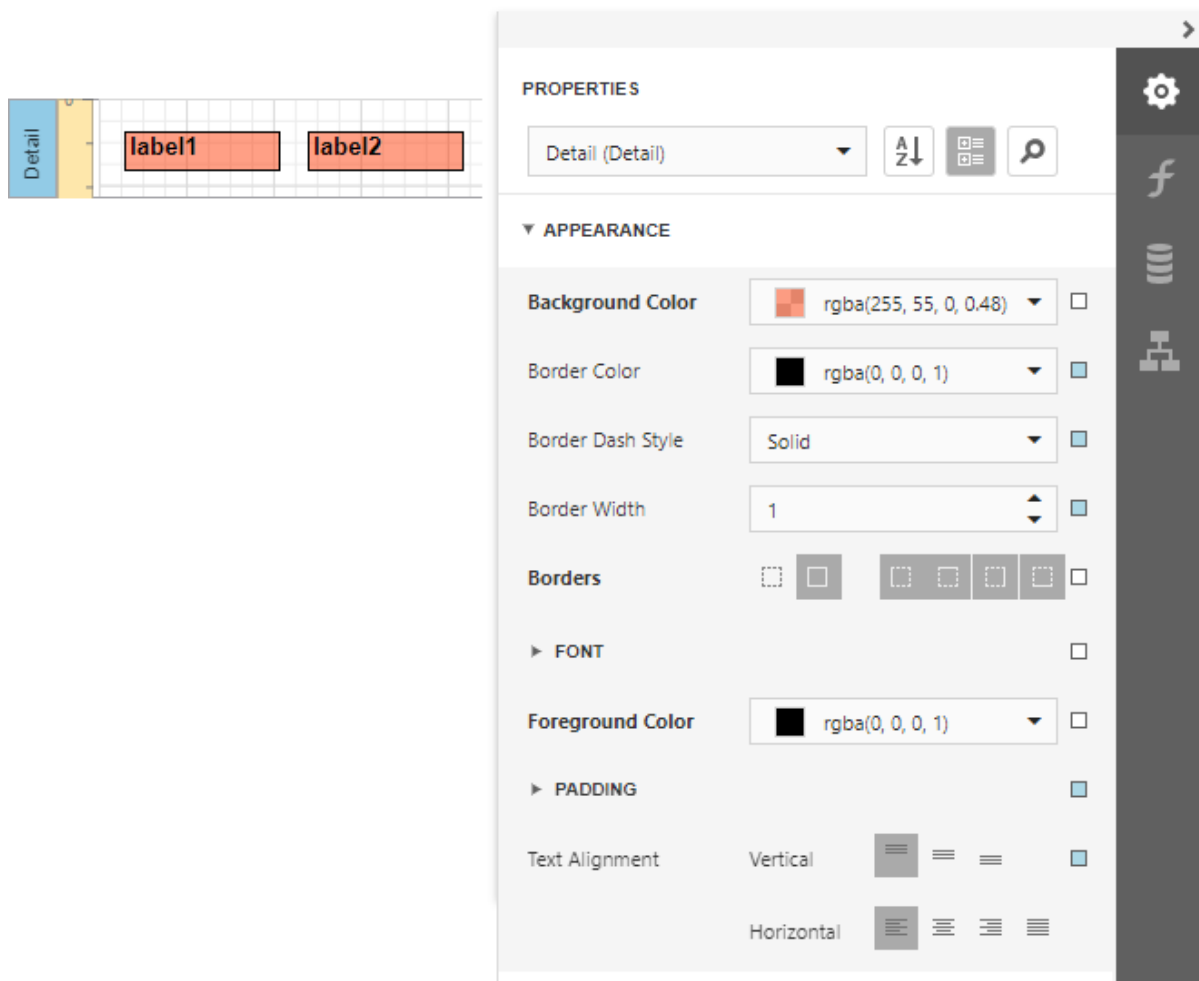 PROPERTIES
Detail
label1
label2
Detail (Detail)
A
Z
APPEARANCE
Background Color
rgba(255, 55, 0, 0.48)
Border Color
rgba(0, 0, 0, 1)
Border Dash Style
Solid
Border Width
1
Borders
FONT
Foreground Color
rgba(0, 0, 0, 1)
PADDING
Text Alignment
Vertical
Horizontal